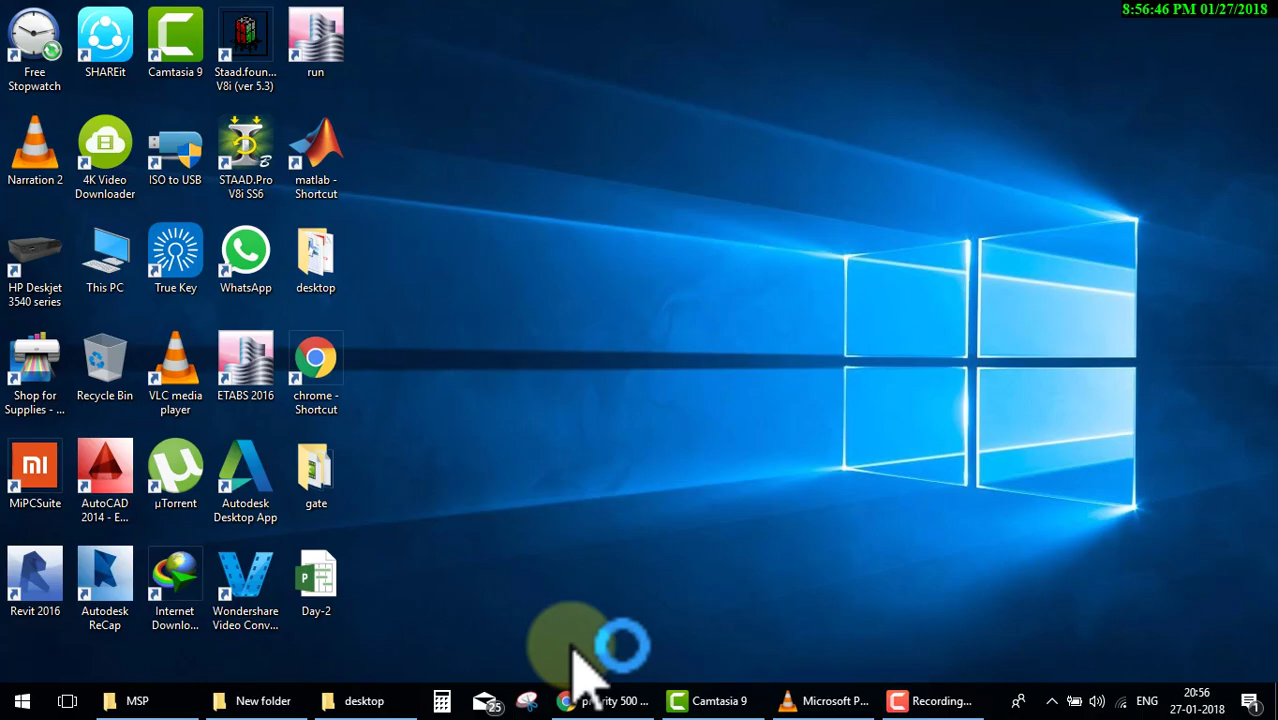 8:56:46 PM 01/27/2018
Free
Stopwatch
SHAREit
Camtasia 9
Staad.foun...
V8i (ver 5.3)
run
Narration 2
4K Video
Downloader
ISO to USB
STAAD.Pro
V8i SS6
matlab -
Shortcut
HP Deskjet
3540 series
This PC
True Key
WhatsApp
desktop
Shop for
Supplies - ...
Recycle Bin
VLC media
player
ETABS 2016
chrome -
Shortcut
MiPCSuite
AutoCAD
2014 - E...
µTorrent
Autodesk
Desktop App
gate
Revit 2016
Autodesk
ReCap
Internet
Downlo...
Wondershare
Video Conv...
Day-2
MSP
New folder
desktop
25
500 ...
Camtasia 9
Microsoft P...
Recording...
ENG
20:56
27-01-2018
1